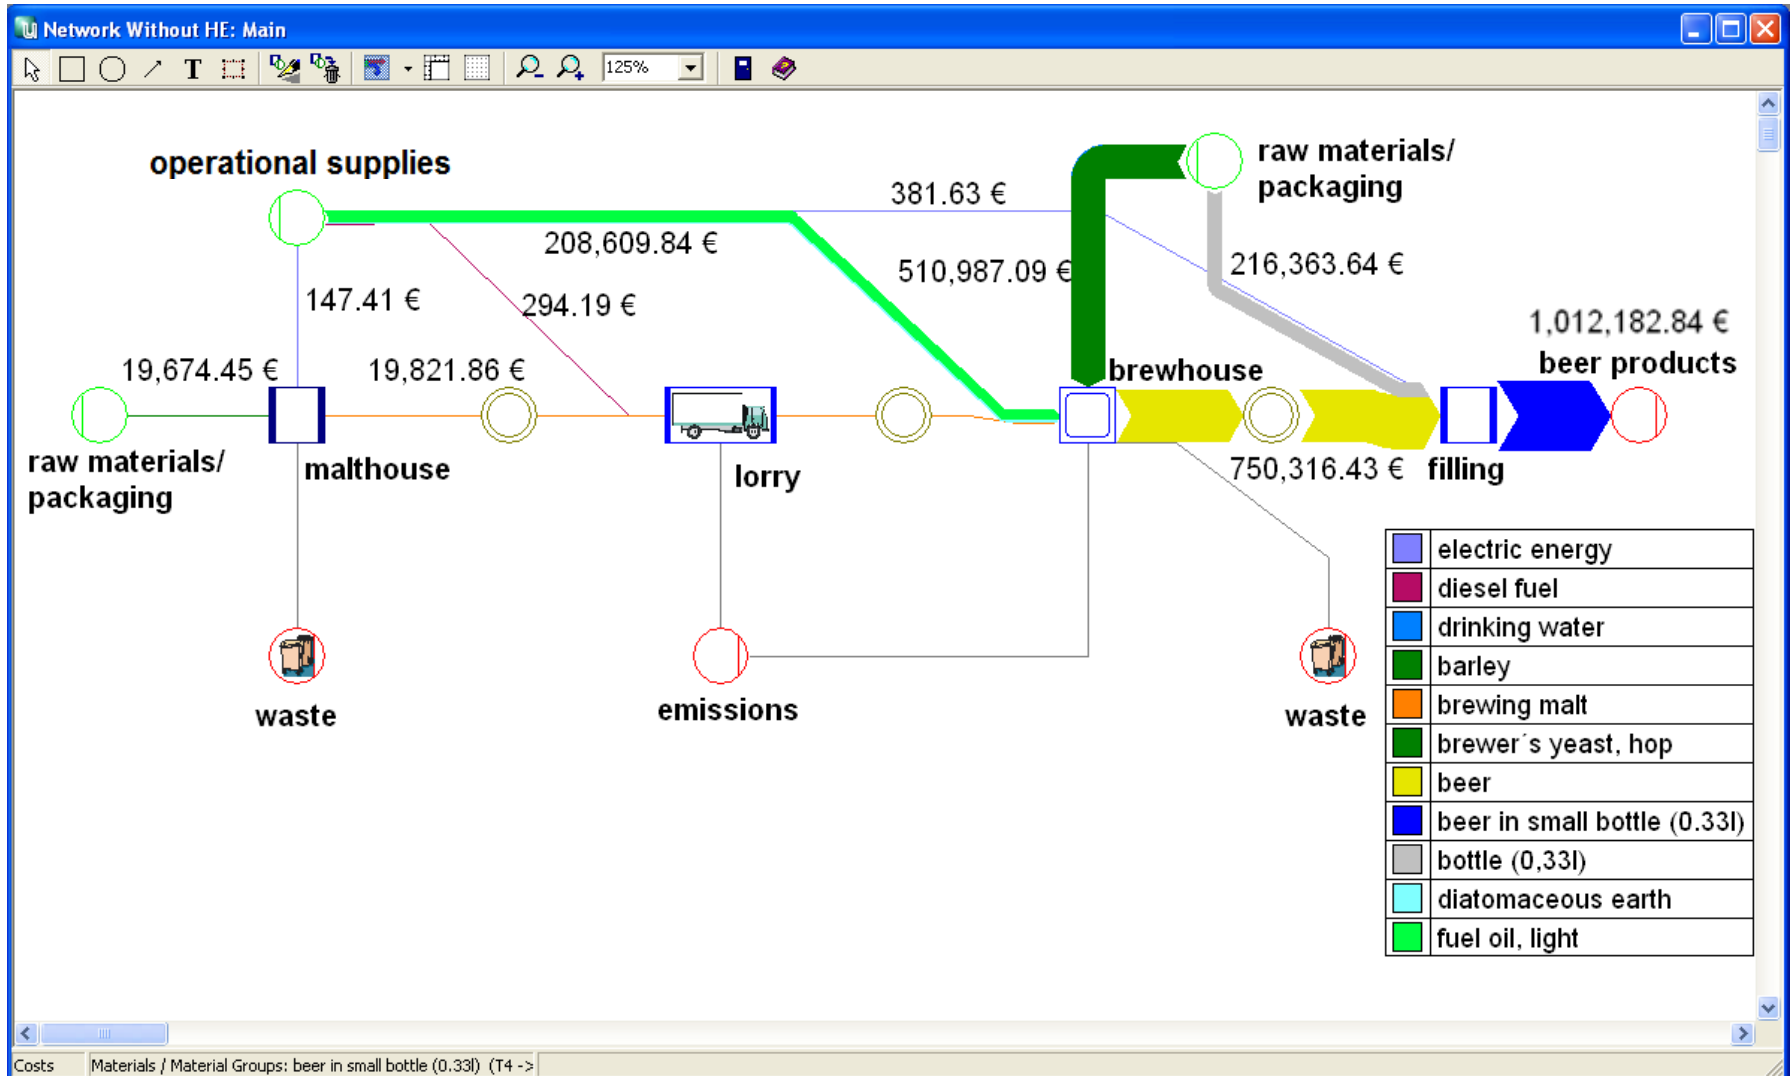 Network Without HE: Main
T
125%
operational supplies
raw materials/
packaging
381.63 €
208,609.84 €
510,987.09 €
216,363.64 €
147.41 €
294.19 €
1,012,182.84 €
beer products
19,674.45 €
19,821.86 €
brewhouse
raw materials/
packaging
malthouse
lorry
750,316.43 €
filling
waste
emissions
waste
electric energy
diesel fuel
drinking water
barley
brewing malt
brewer´s yeast, hop
beer
beer in small bottle (0.33l)
bottle (0,33l)
diatomaceous earth
fuel oil, light
Costs
Materials / Material Groups: beer in small bottle (0.33l) (T4 ->